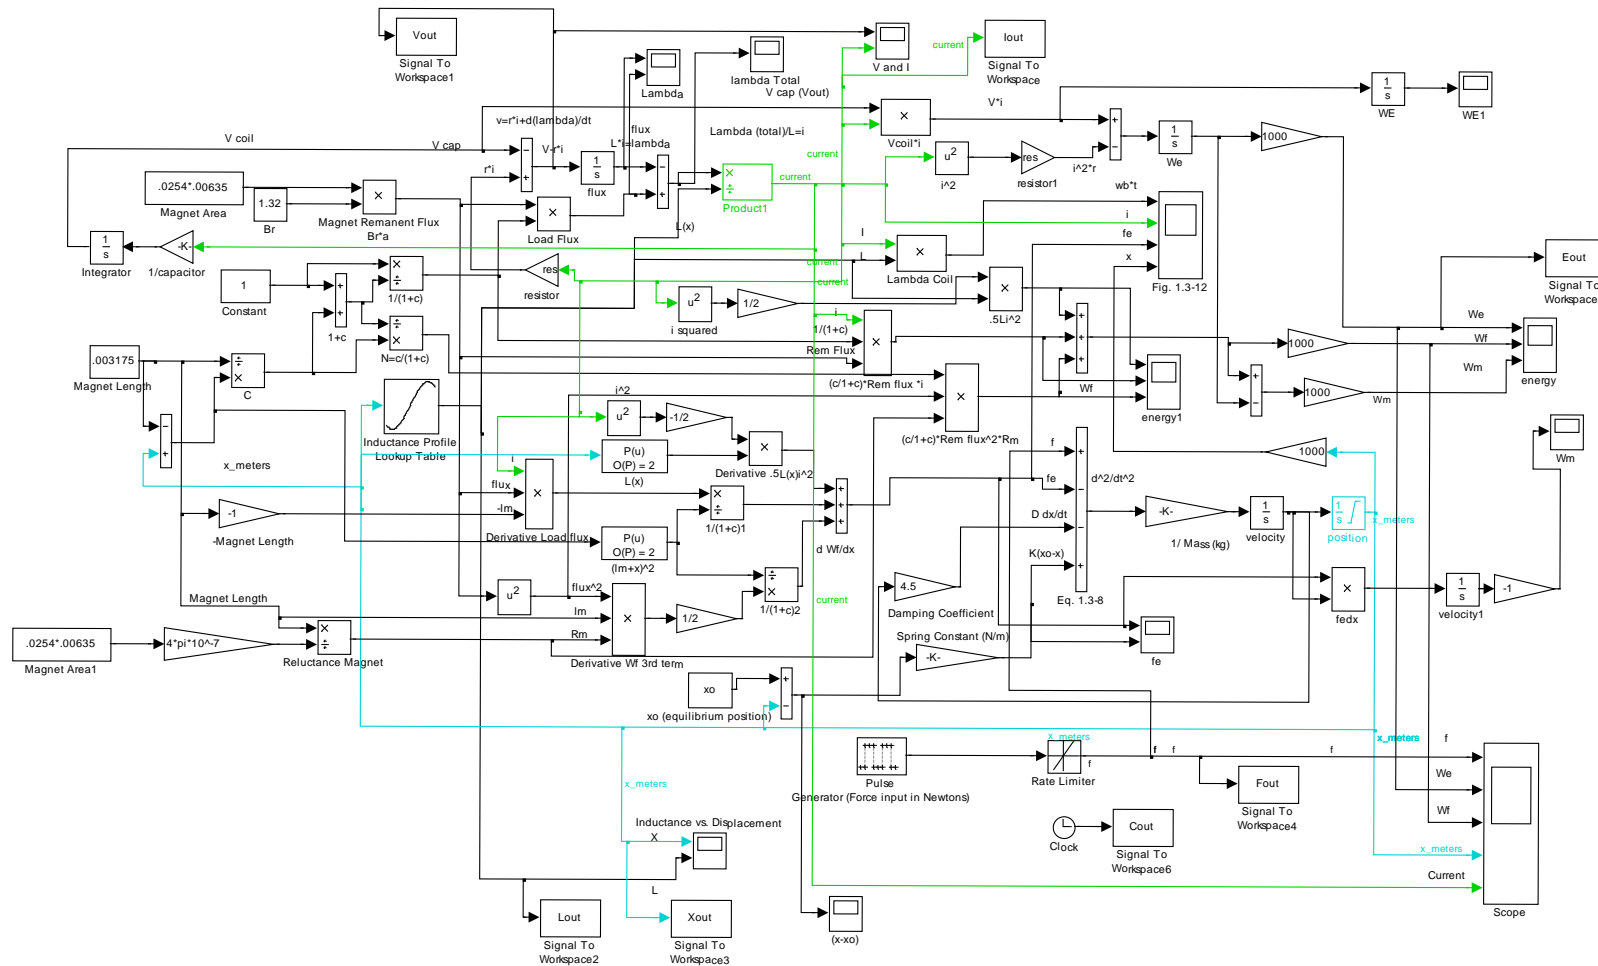 Vout
Signal To
Workspace1
Lambda
lambda Total
V cap (Vout)
V and I
current
Iout
Signal To
Workspace
V coil
V cap
v=r*i+d(lambda)/dt
flux
L*i=lambda
Lambda (total)/L=i
V*i
1
s
WE
WE1
−
+
V-r*i
r*i
1
s
flux
−
+
×
÷
Product1
current
current
×
Vcoil*i
u²
i^2
res
resistor1
i^2*r
+
−
1
s
We
1000
.0254*.00635
Magnet Area
1.32
Br
×
Magnet Remanent Flux
Br*a
×
Load Flux
L(x)
wb*t
i
fe
x
Fig. 1.3-12
I
L
×
Lambda Coil
1
s
Integrator
-K-
1/capacitor
res
resistor
current
current
Eout
Signal To
Workspace
1
Constant
+
+
1+c
×
÷
1/(1+c)
÷
×
N=c/(1+c)
u²
i squared
1/2
×
.5Li^2
.003175
Magnet Length
÷
×
C
i
1/(1+c)
Rem Flux
×
(c/1+c)*Rem flux *i
+
+
+
Wf
energy1
1000
We
Wf
Wm
energy
+
−
1000
Wm
−
+
x_meters
Inductance Profile
Lookup Table
i^2
u²
-1/2
×
Derivative .5L(x)i^2
×
(c/1+c)*Rem flux^2*Rm
P(u)
O(P) = 2
L(x)
Wm
1000
i
flux
-lm
×
Derivative Load flux
×
÷
1/(1+c)1
+
+
+
d Wf/dx
f
fe
D dx/dt
K(xo-x)
+
−
−
+
d^2/dt^2
Eq. 1.3-8
-K-
1/ Mass (kg)
1
s
velocity
1
s
position
x_meters
-1
-Magnet Length
P(u)
O(P) = 2
(lm+x)^2
÷
×
1/(1+c)2
4.5
Damping Coefficient
×
fedx
1
s
velocity1
-1
Magnet Length
u²
flux^2
lm
Rm
×
Derivative Wf 3rd term
1/2
current
.0254*.00635
Magnet Area1
4*pi*10^-7
×
÷
Reluctance Magnet
Spring Constant (N/m)
-K-
fe
xo
xo (equilibrium position)
+
−
Pulse
Generator (Force input in Newtons)
x_meters
Rate Limiter
f
f
f
f
x_meters
f
Fout
Signal To
Workspace4
We
Wf
x_meters
Current
Scope
x_meters
Inductance vs. Displacement
X
L
Clock
Cout
Signal To
Workspace6
Lout
Signal To
Workspace2
Xout
Signal To
Workspace3
(x-xo)